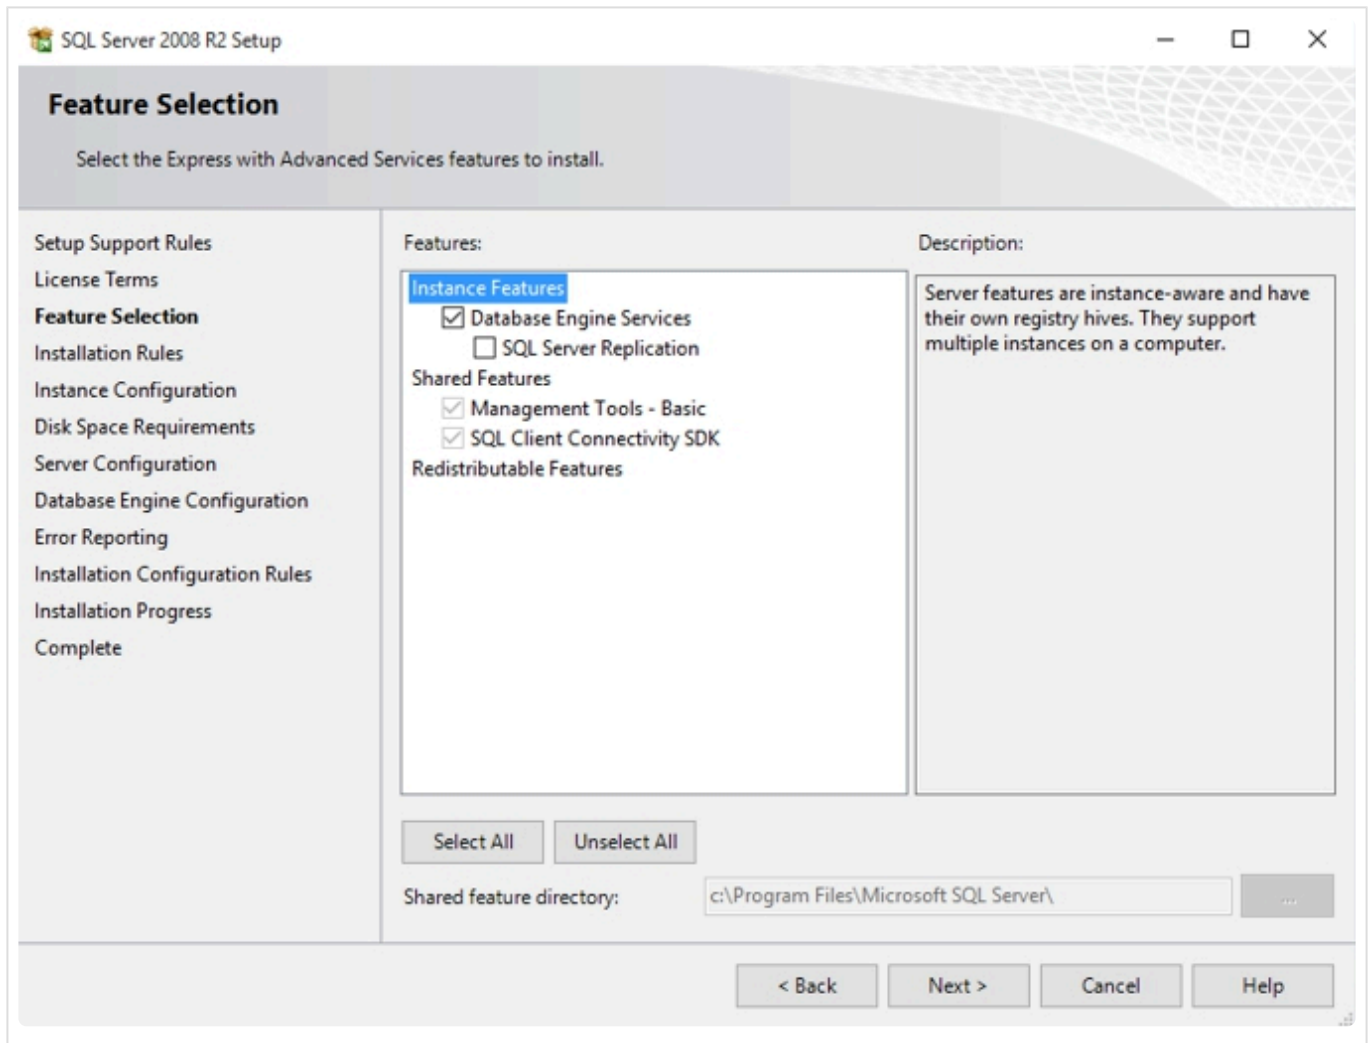 SQL Server 2008 R2 Setup
Feature Selection
Select the Express with Advanced Services features to install.
Setup Support Rules
License Terms
Feature Selection
Installation Rules
Instance Configuration
Disk Space Requirements
Server Configuration
Database Engine Configuration
Error Reporting
Installation Configuration Rules
Installation Progress
Complete
Features:
Instance Features
Database Engine Services
SQL Server Replication
Shared Features
Management Tools - Basic
SQL Client Connectivity SDK
Redistributable Features
Description:
Server features are instance-aware and have
their own registry hives. They support
multiple instances on a computer.
Select All
Unselect All
Shared feature directory:
c:\Program Files\Microsoft SQL Server\
...
< Back
Next >
Cancel
Help